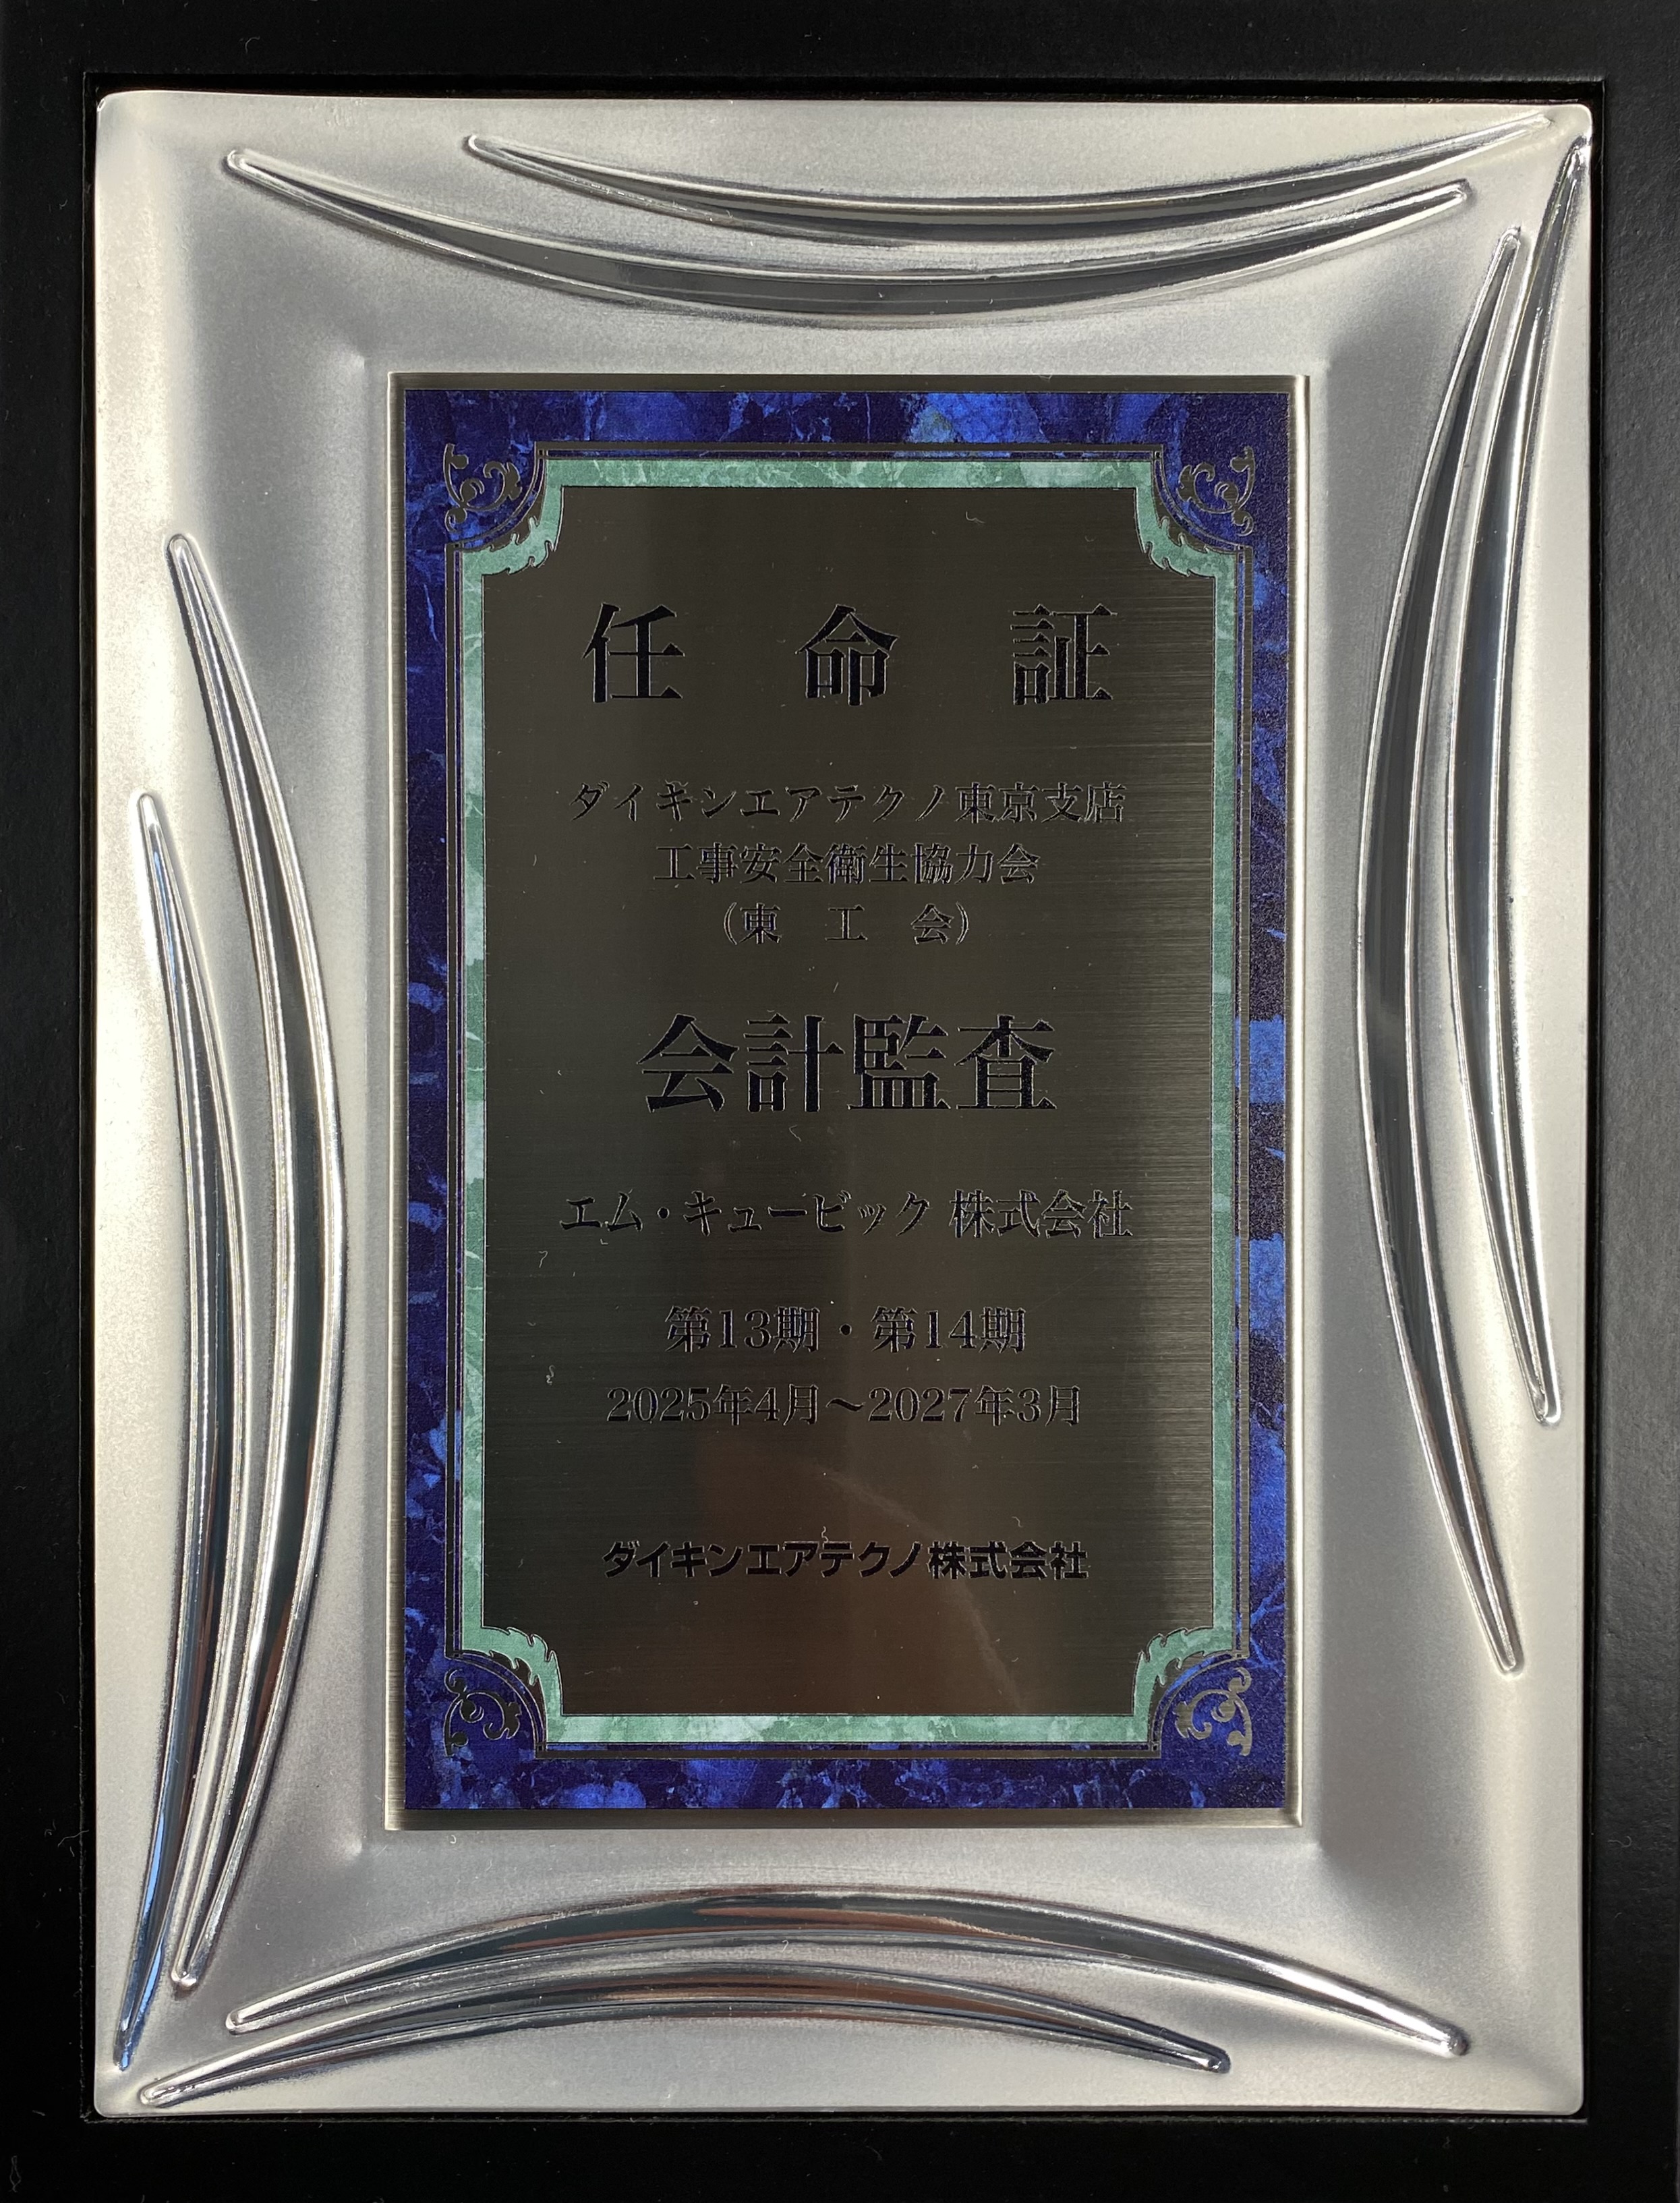 任 命 証
ダイキンエアテクノ東京支店
工事安全衛生協力会
(東 工 会)
会計監査
エム・キュービック 株式会社
第13期・第14期
2025年4月～2027年3月
ダイキンエアテクノ株式会社